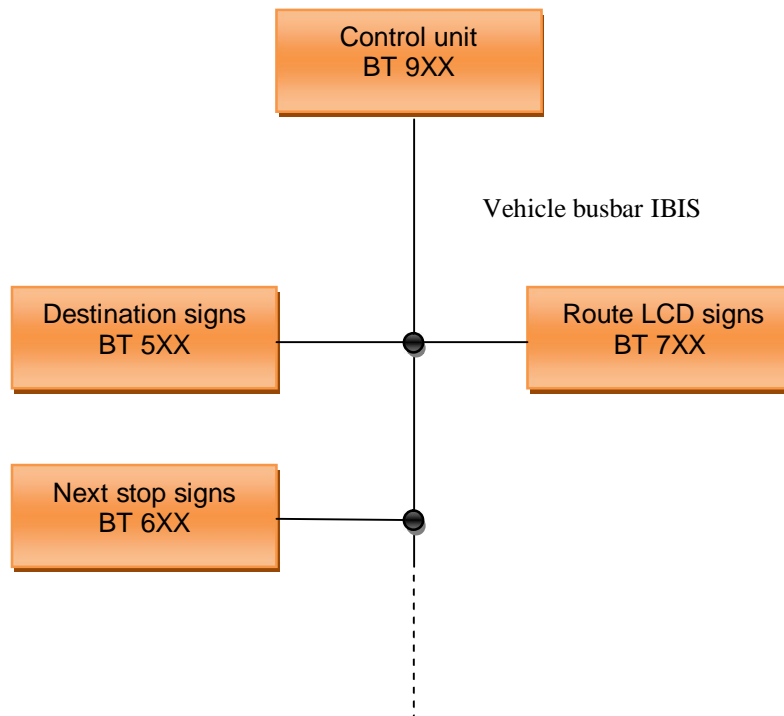 Control unit
BT 9XX
Vehicle busbar IBIS
Destination signs
BT 5XX
Route LCD signs
BT 7XX
Next stop signs
BT 6XX